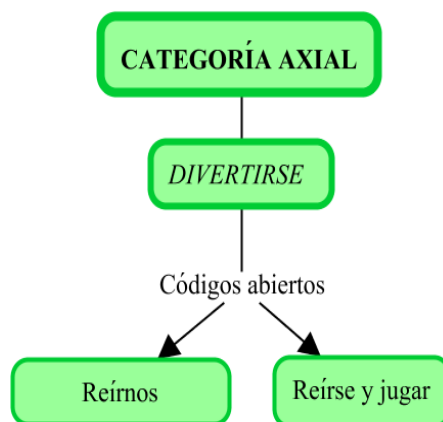 CATEGORÍA AXIAL
DIVERTIRSE
Códigos abiertos
Reírnos
Reírse y jugar